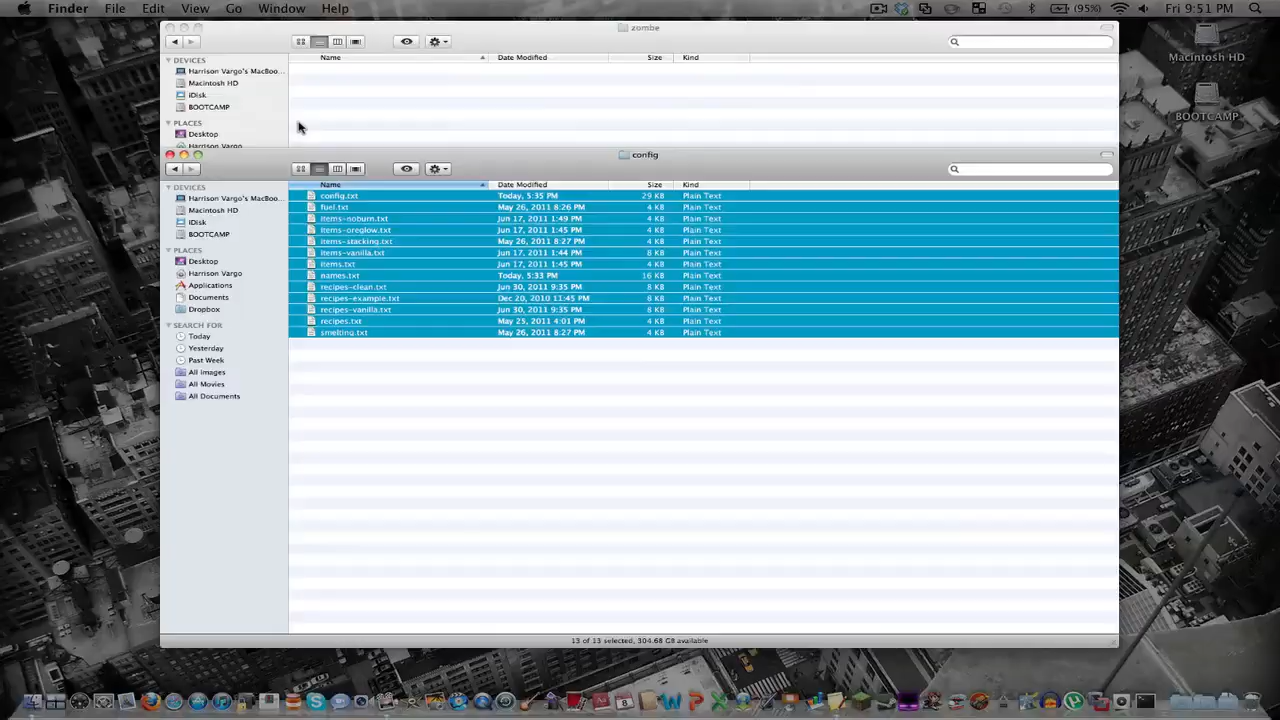 Finder File Edit View Go Window Help (95%) Fri 9:51 PM
zombe
Name Date Modified Size Kind
DEVICES
Harrison Vargo's MacBoo...
Macintosh HD
iDisk
BOOTCAMP
PLACES
Desktop
Harrison Vargo
Macintosh HD
BOOTCAMP
config
Name Date Modified Size Kind
config.txt Today, 5:35 PM 29 KB Plain Text
fuel.txt May 26, 2011 8:26 PM 4 KB Plain Text
items-noburn.txt Jun 17, 2011 1:49 PM 4 KB Plain Text
items-oreglow.txt Jun 17, 2011 1:45 PM 4 KB Plain Text
items-stacking.txt May 26, 2011 8:27 PM 4 KB Plain Text
items-vanilla.txt Jun 17, 2011 1:44 PM 8 KB Plain Text
items.txt Jun 17, 2011 1:45 PM 4 KB Plain Text
names.txt Today, 5:33 PM 16 KB Plain Text
recipes-clean.txt Jun 30, 2011 9:35 PM 8 KB Plain Text
recipes-example.txt Dec 20, 2010 11:45 PM 8 KB Plain Text
recipes-vanilla.txt Jun 30, 2011 9:35 PM 8 KB Plain Text
recipes.txt May 25, 2011 4:01 PM 4 KB Plain Text
smelting.txt May 26, 2011 8:27 PM 4 KB Plain Text
DEVICES
Harrison Vargo's MacBoo...
Macintosh HD
iDisk
BOOTCAMP
PLACES
Desktop
Harrison Vargo
Applications
Documents
Dropbox
SEARCH FOR
Today
Yesterday
Past Week
All Images
All Movies
All Documents
13 of 13 selected, 304.68 GB available